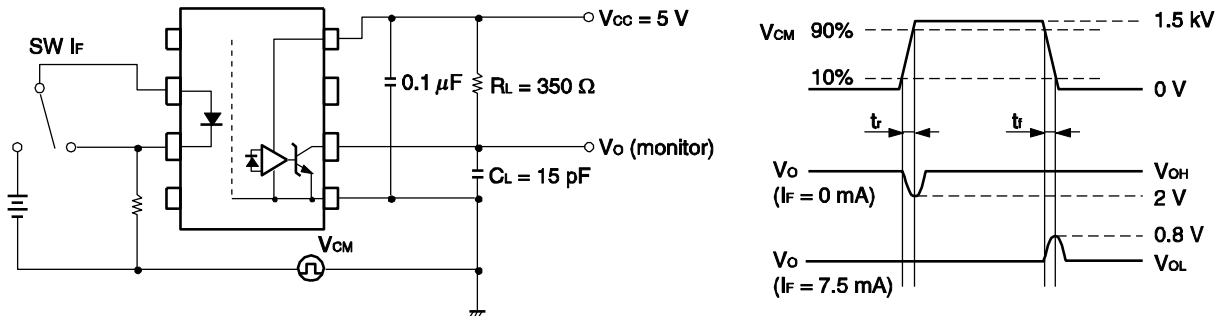 SW IF
VCC = 5 V
0.1 μF
RL = 350 Ω
VO (monitor)
CL = 15 pF
VCM
VCM 90%
10%
1.5 kV
0 V
tr
tf
VO
(IF = 0 mA)
VOH
2 V
0.8 V
VO
(IF = 7.5 mA)
VOL